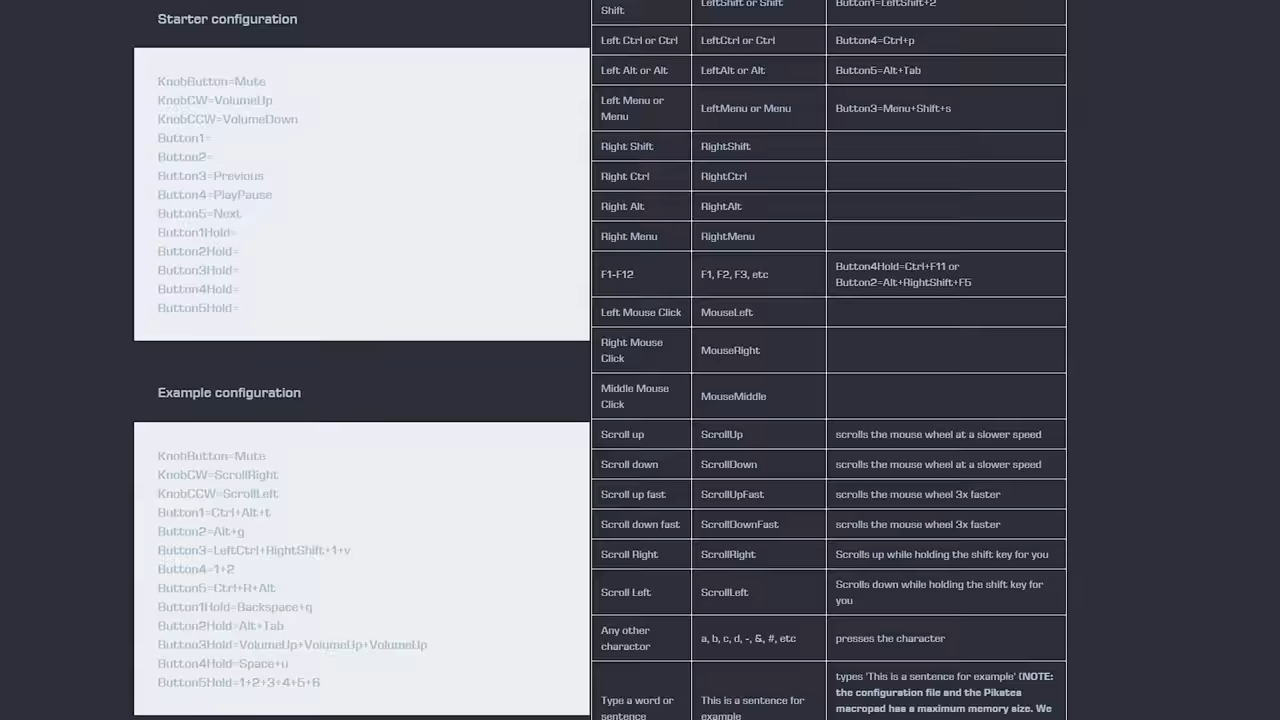 Starter configuration
KnobButton=Mute
KnobCW=VolumeUp
KnobCCW=VolumeDown
Button1=
Button2=
Button3=Previous
Button4=PlayPause
Button5=Next
Button1Hold=
Button2Hold=
Button3Hold=
Button4Hold=
Button5Hold=
Example configuration
KnobButton=Mute
KnobCW=ScrollRight
KnobCCW=ScrollLeft
Button1=Ctrl+Alt+t
Button2=Alt+g
Button3=LeftCtrl+RightShift+1+v
Button4=1+2
Button5=Ctrl+R+Alt
Button1Hold=Backspace+q
Button2Hold=Alt+Tab
Button3Hold=VolumeUp+VolumeUp+VolumeUp
Button4Hold=Space+u
Button5Hold=1+2+3+4+5+6
Shift LeftShift or Shift Button1=LeftShift+2
Left Ctrl or Ctrl LeftCtrl or Ctrl Button4=Ctrl+p
Left Alt or Alt LeftAlt or Alt Button5=Alt+Tab
Left Menu or
Menu LeftMenu or Menu Button3=Menu+Shift+s
Right Shift RightShift
Right Ctrl RightCtrl
Right Alt RightAlt
Right Menu RightMenu
F1-F12 F1, F2, F3, etc Button4Hold=Ctrl+F11 or
Button2=Alt+RightShift+F5
Left Mouse Click MouseLeft
Right Mouse
Click MouseRight
Middle Mouse
Click MouseMiddle
Scroll up ScrollUp scrolls the mouse wheel at a slower speed
Scroll down ScrollDown scrolls the mouse wheel at a slower speed
Scroll up fast ScrollUpFast scrolls the mouse wheel 3x faster
Scroll down fast ScrollDownFast scrolls the mouse wheel 3x faster
Scroll Right ScrollRight Scrolls up while holding the shift key for you
Scroll Left ScrollLeft Scrolls down while holding the shift key for
you
Any other
charactor a, b, c, d, -, &, #, etc presses the character
Type a word or
sentence This is a sentence for
example types 'This is a sentence for example' (NOTE:
the configuration file and the Pikatea
macropad has a maximum memory size. We